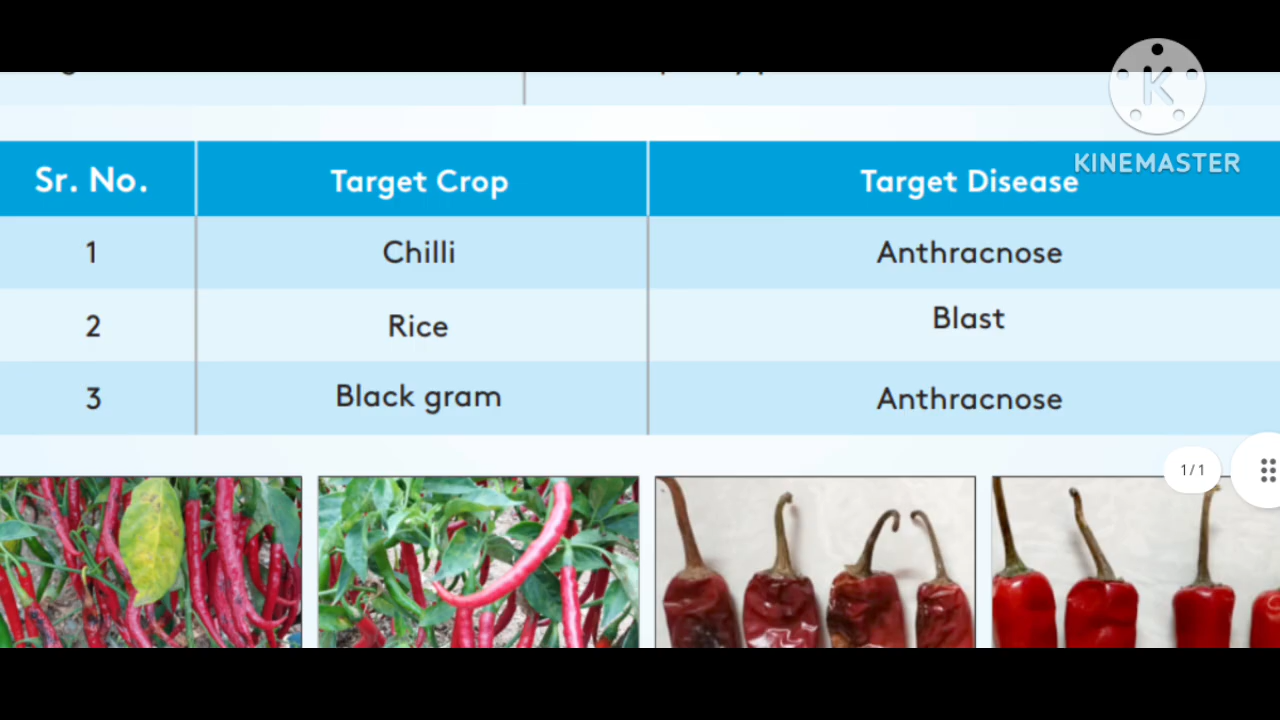 K
KINEMASTER
Sr. No. Target Crop Target Disease
1 Chilli Anthracnose
2 Rice Blast
3 Black gram Anthracnose
1/1